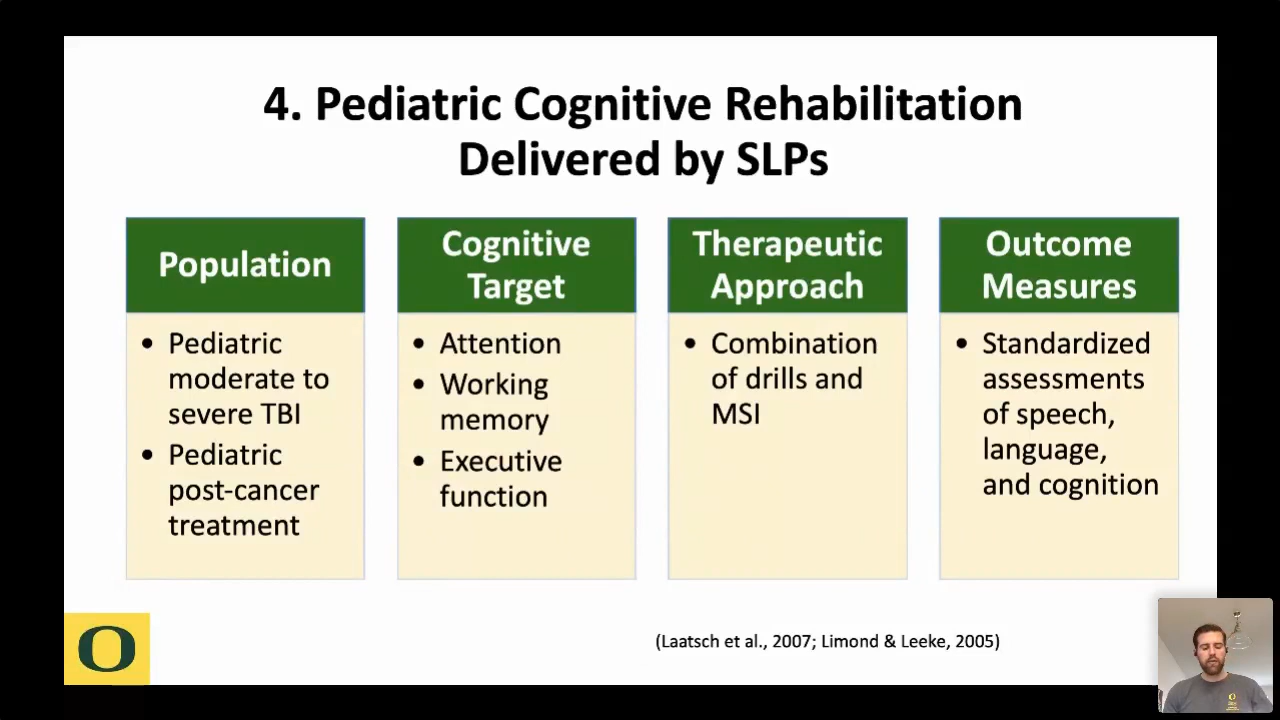 4. Pediatric Cognitive Rehabilitation
Delivered by SLPs
Population
• Pediatric
moderate to
severe TBI
• Pediatric
post-cancer
treatment
Cognitive
Target
• Attention
• Working
memory
• Executive
function
Therapeutic
Approach
• Combination
of drills and
MSI
Outcome
Measures
• Standardized
assessments
of speech,
language,
and cognition
(Laatsch et al., 2007; Limond & Leeke, 2005)
O